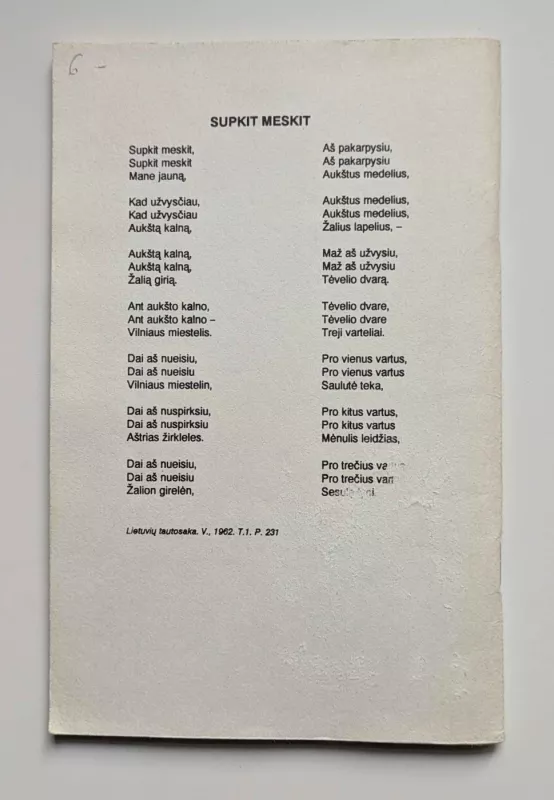 6 –
SUPKIT MESKIT
Supkit meskit,
Supkit meskit
Mane jauną,
Kad užvysčiau,
Kad užvysčiau
Aukštą kalną,
Aukštą kalną,
Aukštą kalną,
Žalią girią.
Ant aukšto kalno,
Ant aukšto kalno –
Vilniaus miestelis.
Dai aš nueisiu,
Dai aš nueisiu
Vilniaus miestelin,
Dai aš nuspirksiu,
Dai aš nuspirksiu
Aštrias žirkleles.
Dai aš nueisiu,
Dai aš nueisiu
Žalion girelėn,
Aš pakarpysiu,
Aš pakarpysiu
Aukštus medelius,
Aukštus medelius,
Aukštus medelius,
Žalius lapelius, –
Maž aš užvysiu,
Maž aš užvysiu
Tėvelio dvarą.
Tėvelio dvare,
Tėvelio dvare
Treji varteliai.
Pro vienus vartus,
Pro vienus vartus
Saulutė teka,
Pro kitus vartus,
Pro kitus vartus
Mėnulis leidžias,
Pro trečius
Pro trečius
Lietuvių tautosaka. V., 1962. T.1. P. 231